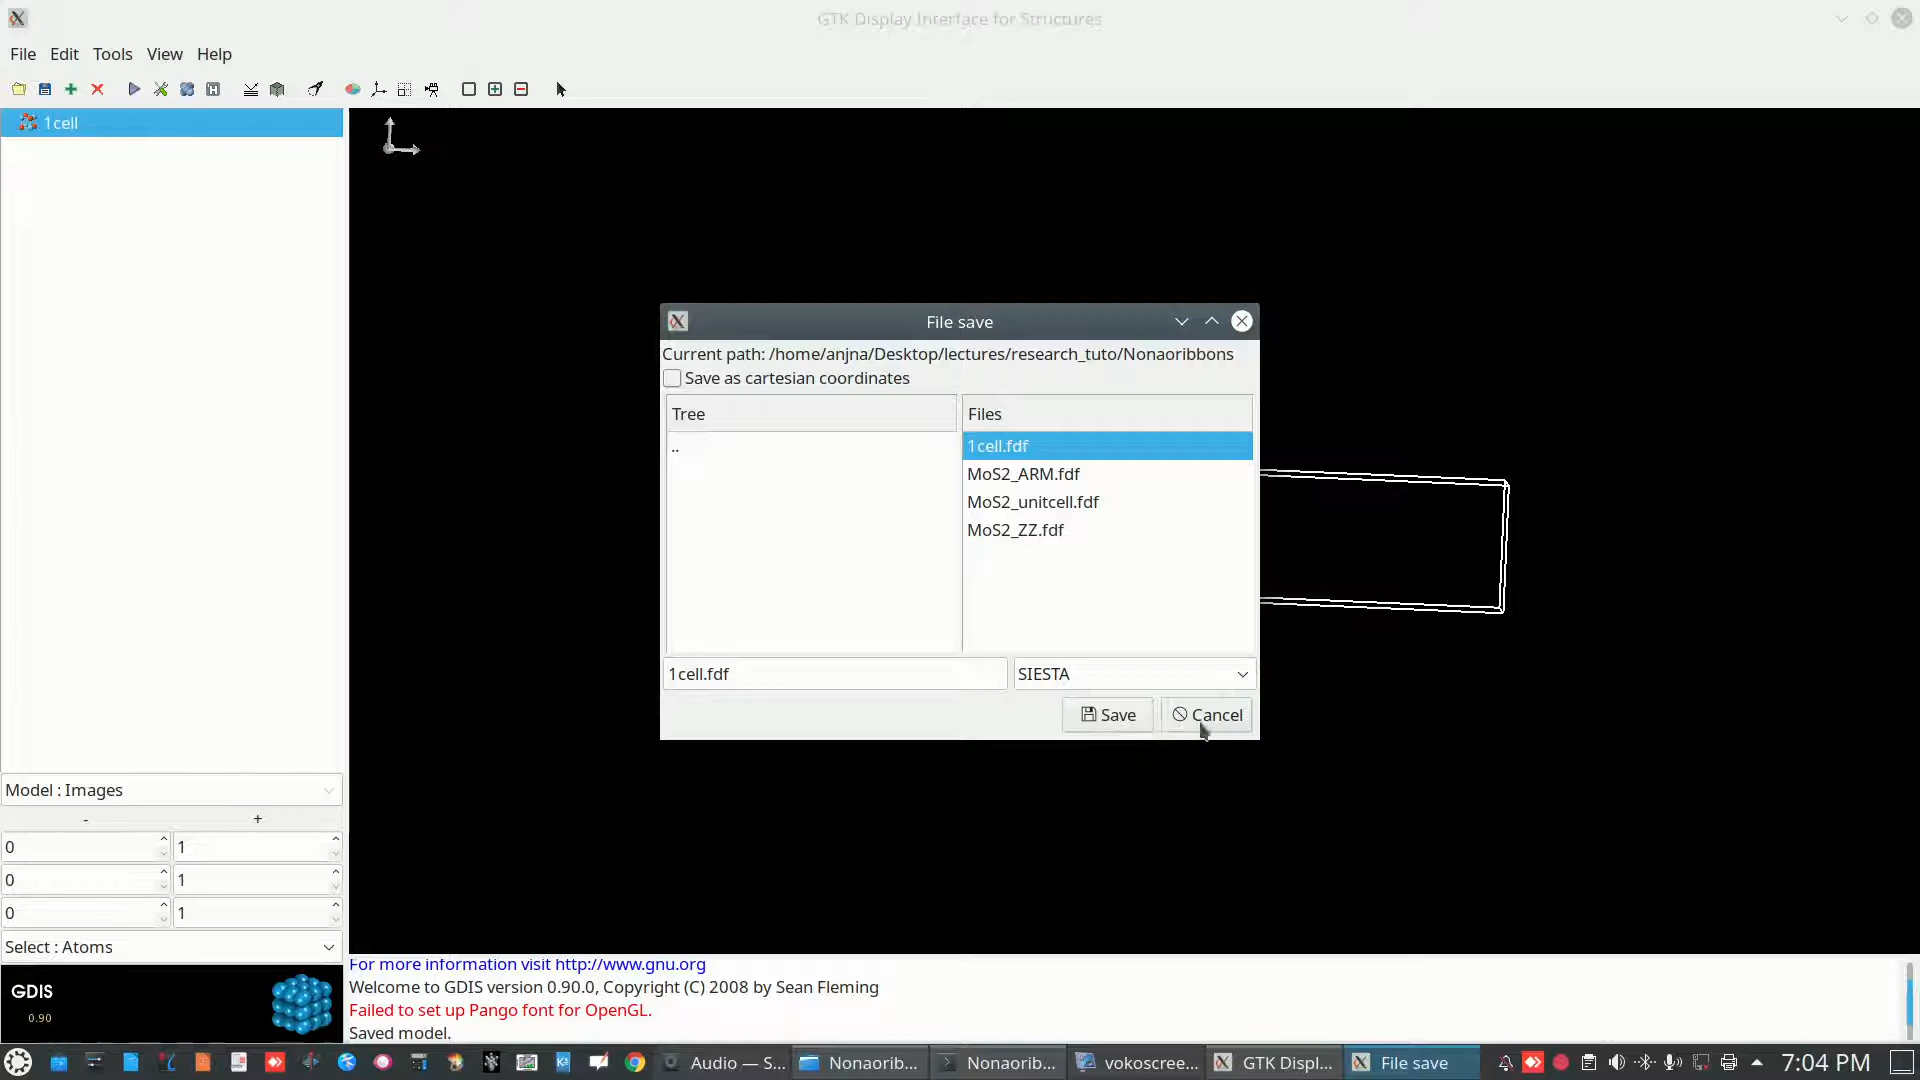 GTK Display Interface for Structures
File Edit Tools View Help
1cell
File save
Current path: /home/anjna/Desktop/lectures/research_tuto/Nonaoribbons
Save as cartesian coordinates
Tree Files
.. 1cell.fdf
MoS2_ARM.fdf
MoS2_unitcell.fdf
MoS2_ZZ.fdf
1cell.fdf SIESTA
Save Cancel
Model : Images
- +
0 1
0 1
0 1
Select : Atoms
GDIS
0.90
For more information visit http://www.gnu.org
Welcome to GDIS version 0.90.0, Copyright (C) 2008 by Sean Fleming
Failed to set up Pango font for OpenGL.
Saved model.
Audio — S... Nonaorib... Nonaorib... vokoscree... GTK Displ... File save 7:04 PM